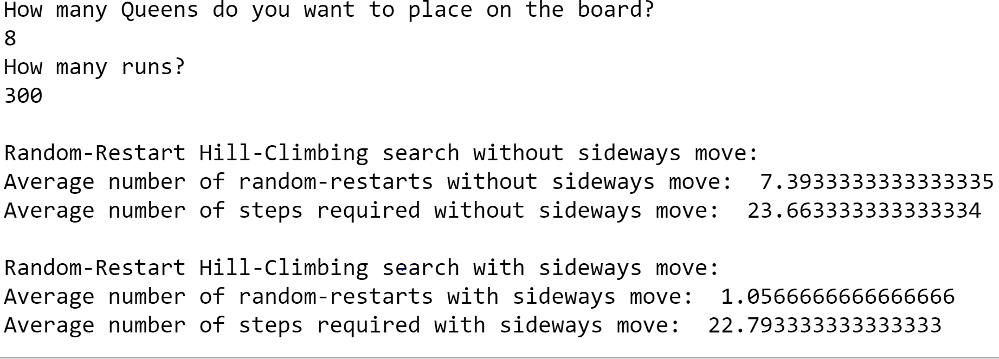 How many Queens do you want to place on the board?
8
How many runs?
300
Random-Restart Hill-Climbing search without sideways move:
Average number of random-restarts without sideways move:  7.3933333333333335
Average number of steps required without sideways move:  23.663333333333334
Random-Restart Hill-Climbing search with sideways move:
Average number of random-restarts with sideways move:  1.0566666666666666
Average number of steps required with sideways move:  22.793333333333333